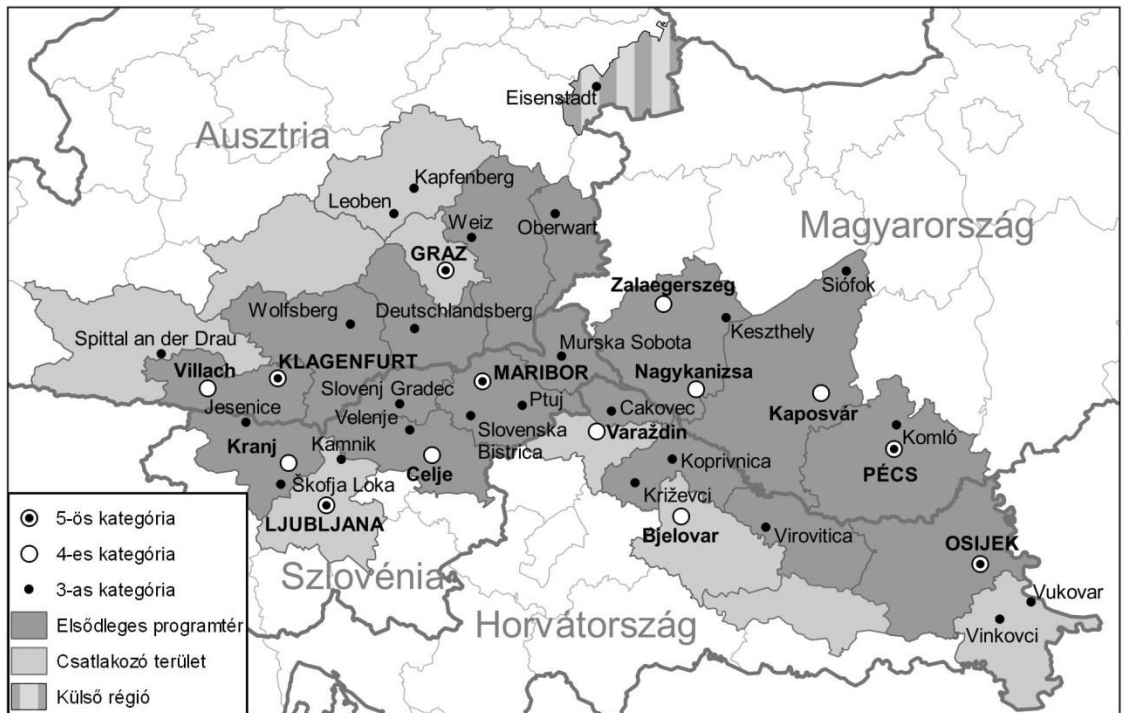 Eisenstadt
Ausztria
Kapfenberg
Leoben
Weiz
Oberwart
Magyarország
GRAZ
Siófok
Zalaegerszeg
Wolfsberg
Deutschlandsberg
Keszthely
Spittal an der Drau
Murska Sobota
KLAGENFURT
Villach
MARIBOR
Nagykanizsa
Slovenj Gradec
Jesenice
Ptuj
Kaposvár
Velenje
Cakovec
Slovenska
Bistrica
Komló
Kranj
Kamnik
Varaždin
Celje
Koprivnica
PÉCS
Škofja Loka
Križevci
LJUBLJANA
Bjelovar
Virovitica
OSIJEK
Szlovénia
Vukovar
Horvátország
Vinkovci
5-ös kategória
4-es kategória
3-as kategória
Elsődleges programtér
Csatlakozó terület
Külső régió